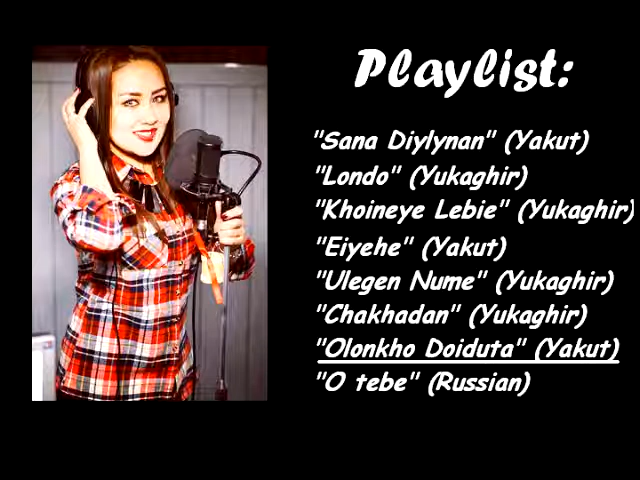 Playlist:
"Sana Diylynan" (Yakut)
"Londo" (Yukaghir)
"Khoineye Lebie" (Yukaghir)
"Eiyehe" (Yakut)
"Ulegen Nume" (Yukaghir)
"Chakhadan" (Yukaghir)
"Olonkho Doiduta" (Yakut)
"O tebe" (Russian)